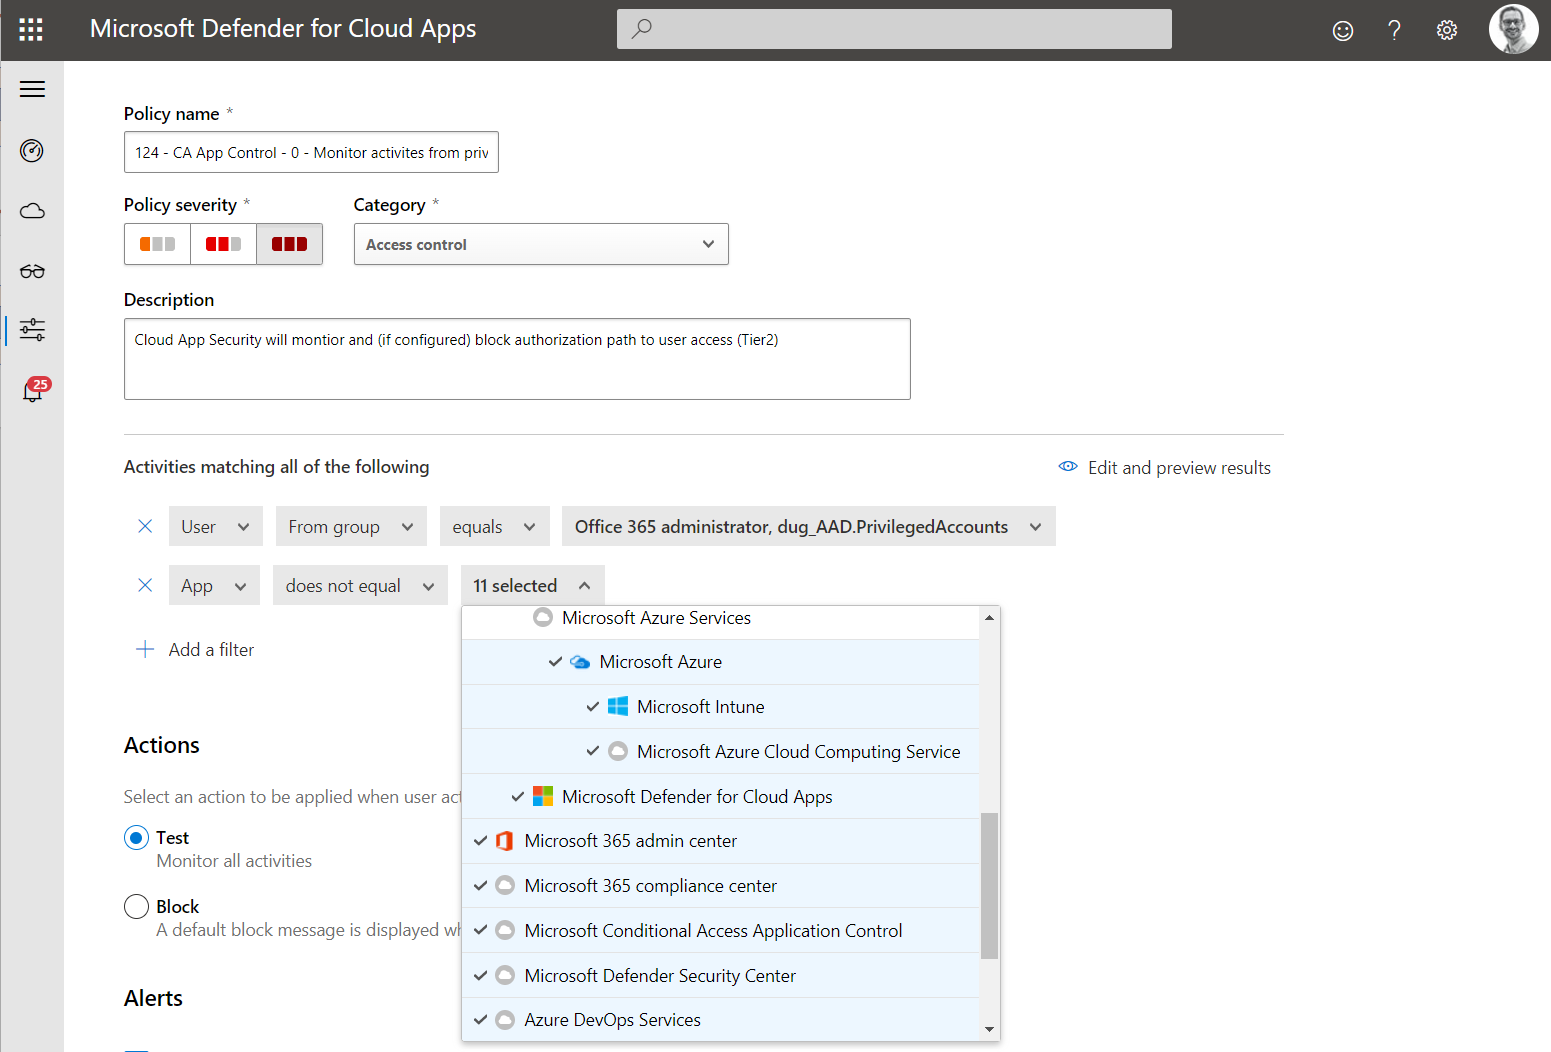 Microsoft Defender for Cloud Apps
25
Policy name *
124 - CA App Control - 0 - Monitor activites from priv
Policy severity * Category *
Access control
Description
Cloud App Security will montior and (if configured) block authorization path to user access (Tier2)
Activities matching all of the following
Edit and preview results
User From group equals Office 365 administrator, dug_AAD.PrivilegedAccounts
App does not equal 11 selected
Add a filter
Microsoft Azure Services
Microsoft Azure
Microsoft Intune
Microsoft Azure Cloud Computing Service
Microsoft Defender for Cloud Apps
Microsoft 365 admin center
Microsoft 365 compliance center
Microsoft Conditional Access Application Control
Microsoft Defender Security Center
Azure DevOps Services
Actions
Select an action to be applied when user act
Test
Monitor all activities
Block
A default block message is displayed wh
Alerts